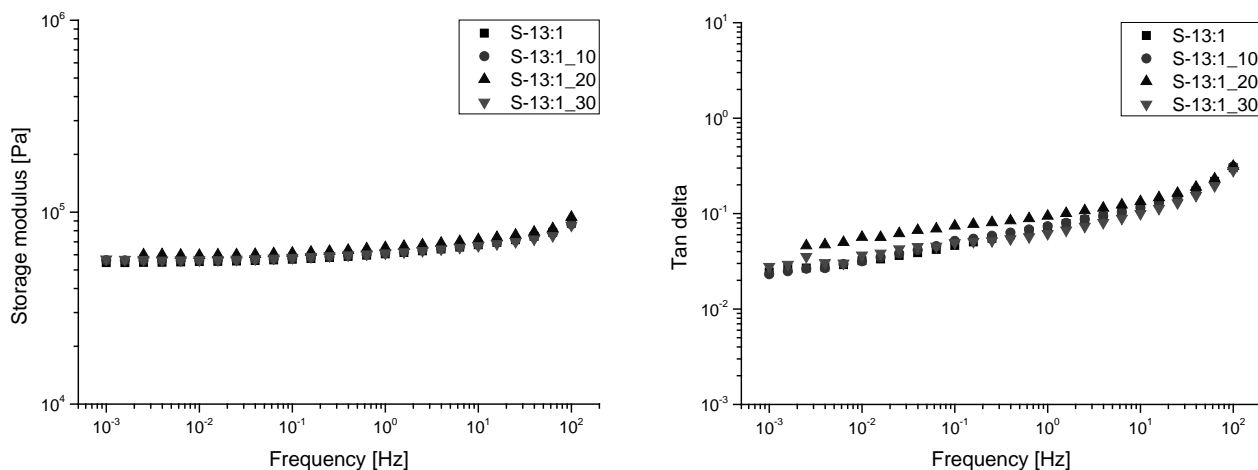 10^6
S-13:1
S-13:1_10
S-13:1_20
S-13:1_30
Storage modulus [Pa]
10^5
10^4
10^-3
10^-2
10^-1
10^0
10^1
10^2
Frequency [Hz]
10^1
S-13:1
S-13:1_10
S-13:1_20
S-13:1_30
10^0
Tan delta
10^-1
10^-2
10^-3
10^-3
10^-2
10^-1
10^0
10^1
10^2
Frequency [Hz]